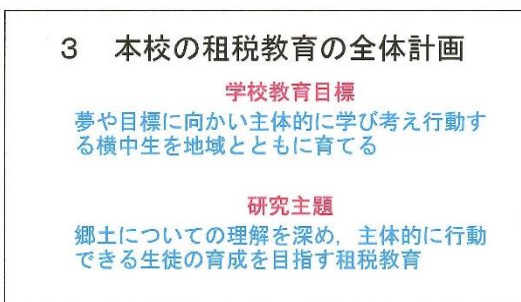 3　本校の租税教育の全体計画
学校教育目標
夢や目標に向かい主体的に学び考え行動す
る横中生を地域とともに育てる
研究主題
郷土についての理解を深め，主体的に行動
できる生徒の育成を目指す租税教育